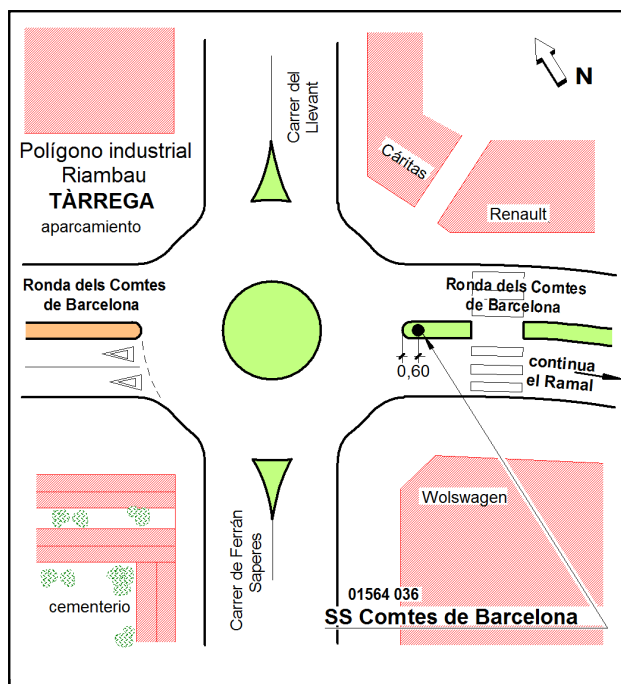 N
Carrer del
Llevant
Polígono industrial
Riambau
TÀRREGA
aparcamiento
Cáritas
Renault
Ronda dels Comtes
de Barcelona
Ronda dels Comtes
de Barcelona
0,60
continua
el Ramal
Wolswagen
Carrer de Ferrán
Saperes
cementerio
01564 036
SS Comtes de Barcelona